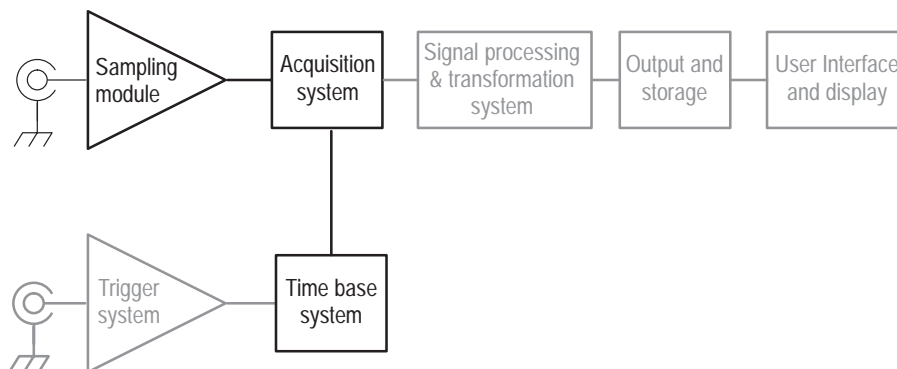 Sampling
module
Acquisition
system
Signal processing
& transformation
system
Output and
storage
User Interface
and display
Trigger
system
Time base
system